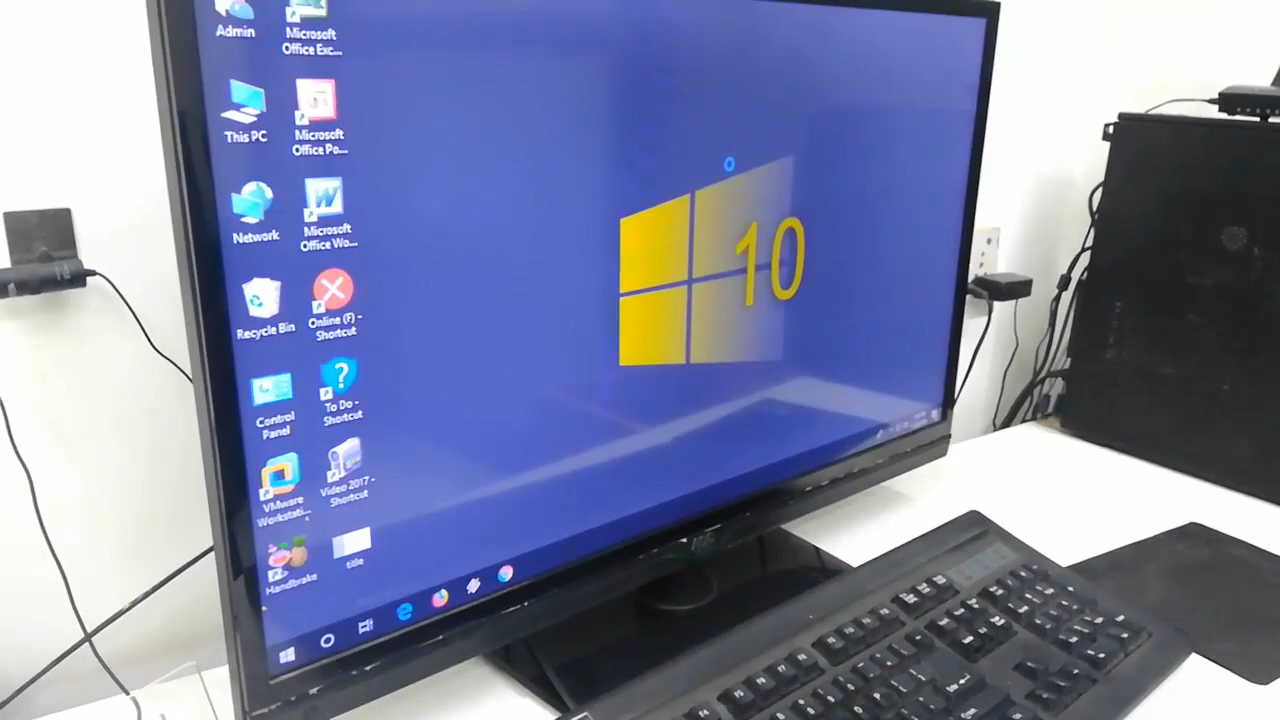 Admin
Microsoft
Office Exc...
This PC
Microsoft
Office Po...
Network
Microsoft
Office Wo...
Recycle Bin
Online (F) -
Shortcut
Control
Panel
To Do -
Shortcut
VMware
Workstati...
Video 2017 -
Shortcut
Handbrake
title
10